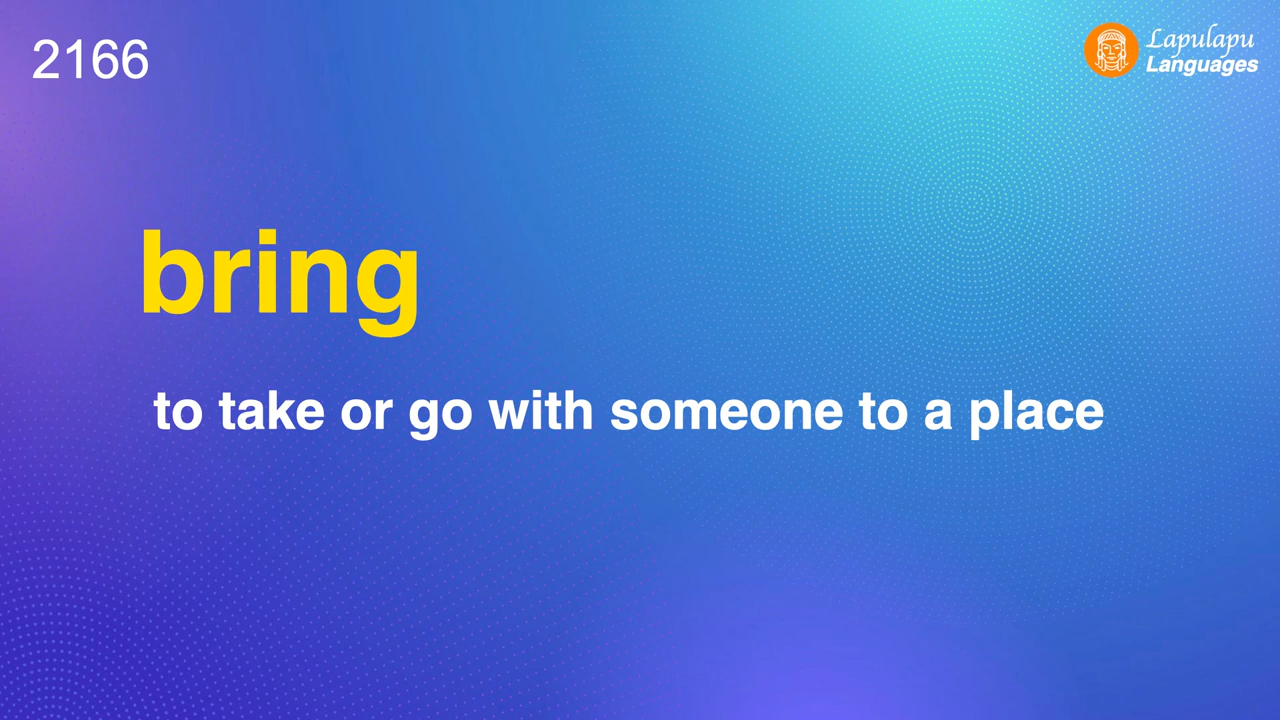 2166
Lapulapu
Languages
bring
to take or go with someone to a place